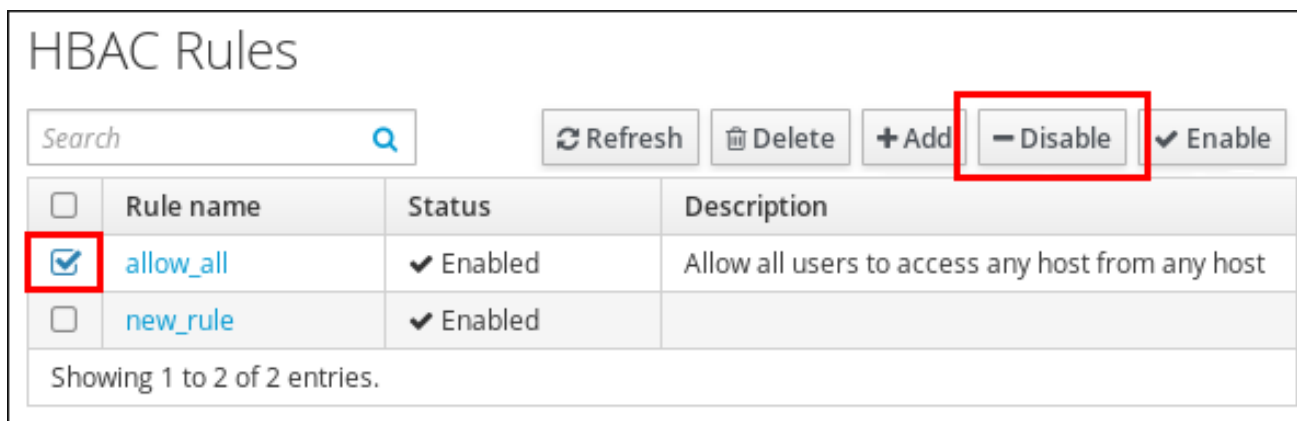 HBAC Rules
Search Refresh Delete Add Disable Enable
Rule name Status Description
allow_all Enabled Allow all users to access any host from any host
new_rule Enabled
Showing 1 to 2 of 2 entries.